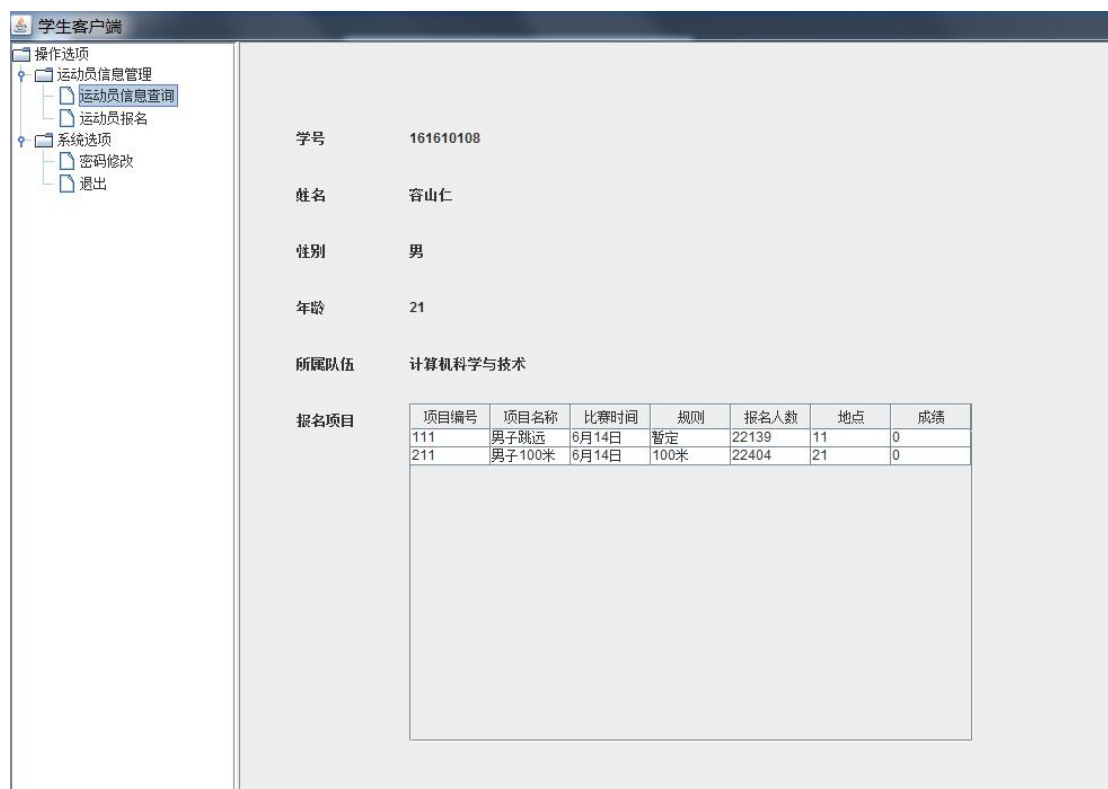 学生客户端
操作选项
运动员信息管理
运动员信息查询
运动员报名
系统选项
密码修改
退出
学号 161610108
姓名 容山仁
性别 男
年龄 21
所属队伍 计算机科学与技术
报名项目
项目编号 项目名称 比赛时间 规则 报名人数 地点 成绩
111 男子跳远 6月14日 暂定 22139 11 0
211 男子100米 6月14日 100米 22404 21 0